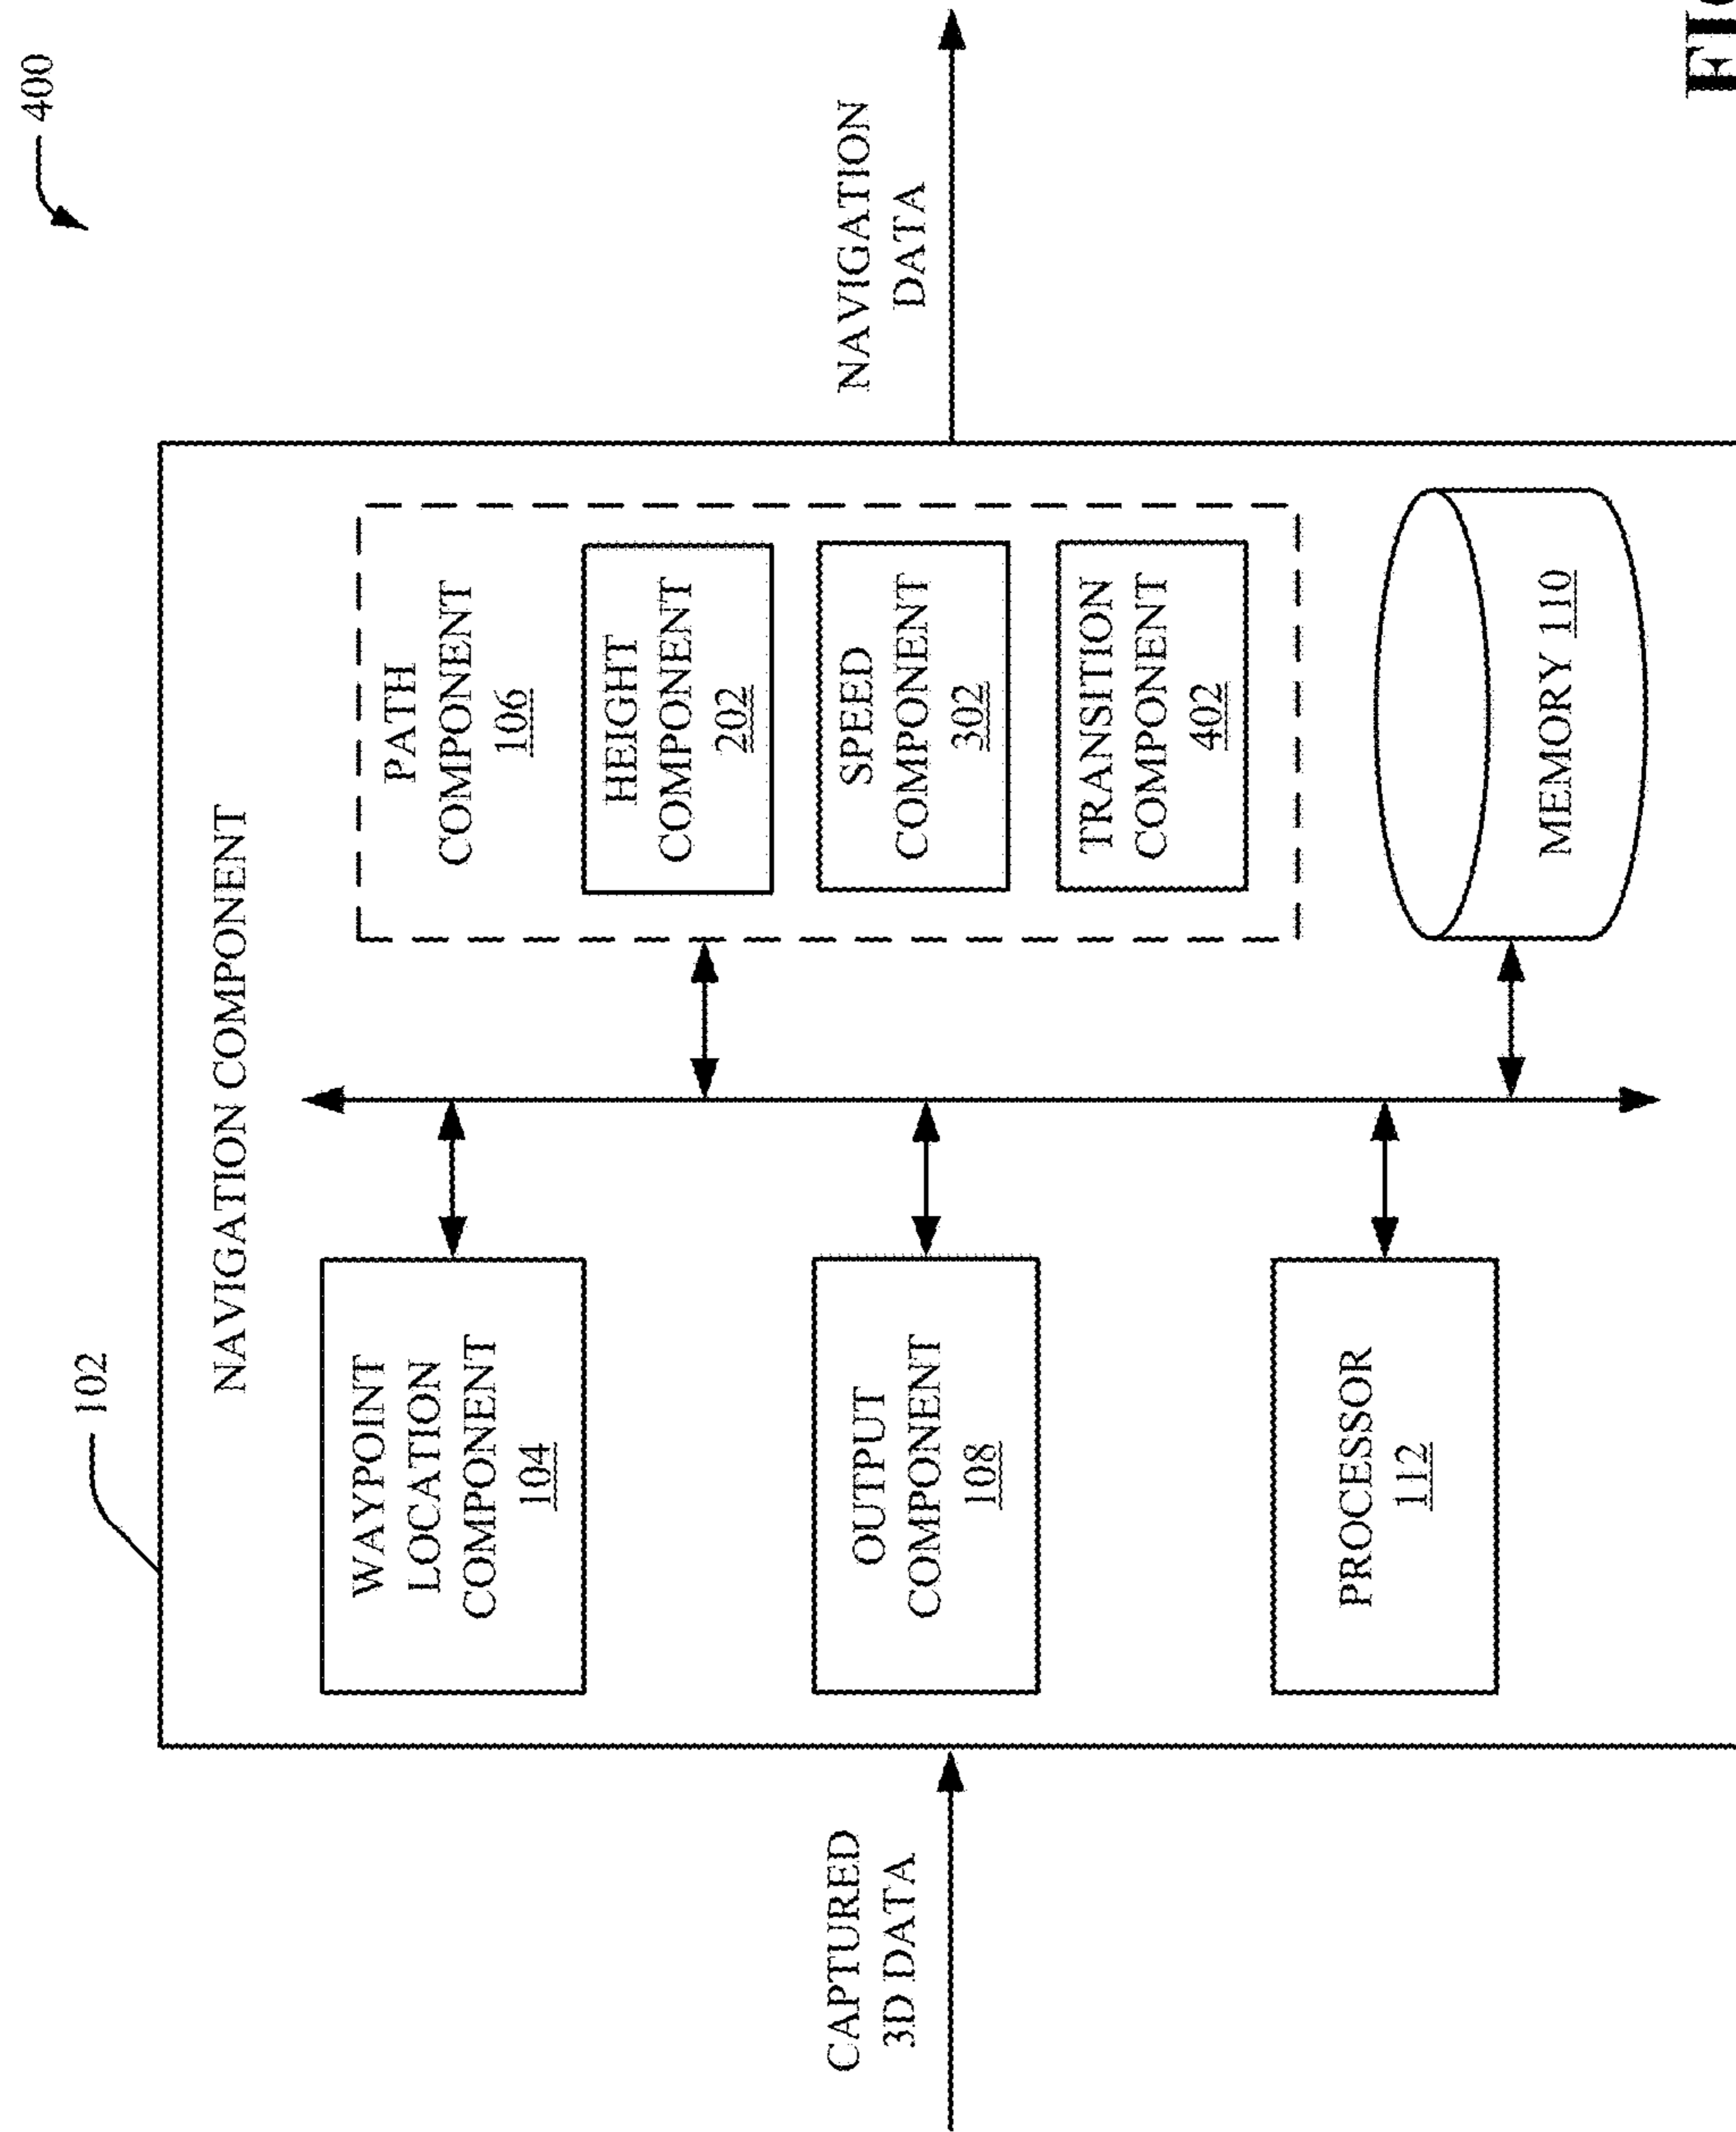 400
102
NAVIGATION COMPONENT
WAYPOINT
LOCATION
COMPONENT
104
PATH
COMPONENT
106
HEIGHT
COMPONENT
202
OUTPUT
COMPONENT
108
SPEED
COMPONENT
302
TRANSITION
COMPONENT
402
PROCESSOR
112
MEMORY 110
CAPTURED
3D DATA
NAVIGATION
DATA